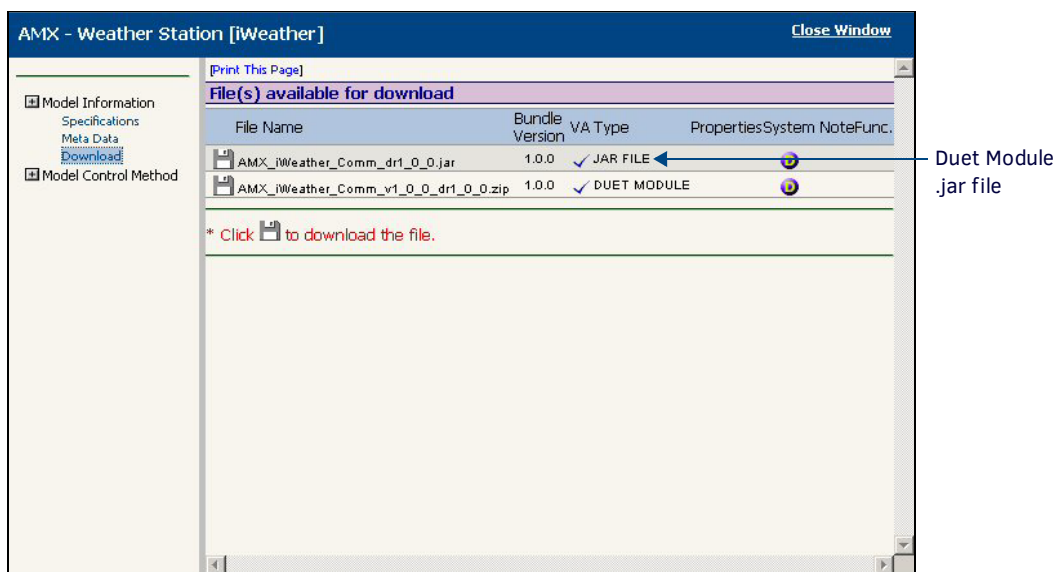 AMX - Weather Station [iWeather]
Close Window
[Print This Page]
Model Information
Specifications
Meta Data
Download
Model Control Method
File(s) available for download
File Name Bundle Version VA Type Properties System Note Func.
AMX_iWeather_Comm_dr1_0_0.jar 1.0.0 JAR FILE D
AMX_iWeather_Comm_v1_0_0_dr1_0_0.zip 1.0.0 DUET MODULE D
* Click to download the file.
Duet Module
.jar file